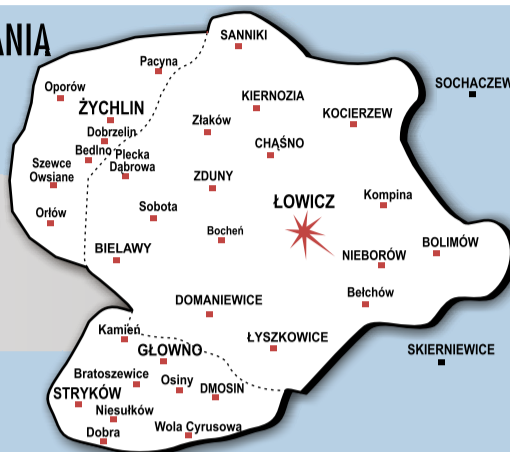 ANIA
SANNIKI
Pacyna
SOCHACZEW
Oporów
KIERNOZIA
ŻYCHLIN
KOCIERZEW
Złaków
Dobrzelin
CHĄŚNO
Bedlno
Plecka
Dąbrowa
Szewce
Owsiane
ZDUNY
ŁOWICZ
Kompina
Orłów
Sobota
Bocheń
BIELAWY
BOLIMÓW
NIEBORÓW
Bełchów
DOMANIEWICE
Kamień
ŁYSZKOWICE
GŁOWNO
SKIERNIEWICE
Bratoszewice
Osiny
DMOSIN
STRYKÓW
Niesułków
Dobra
Wola Cyrusowa